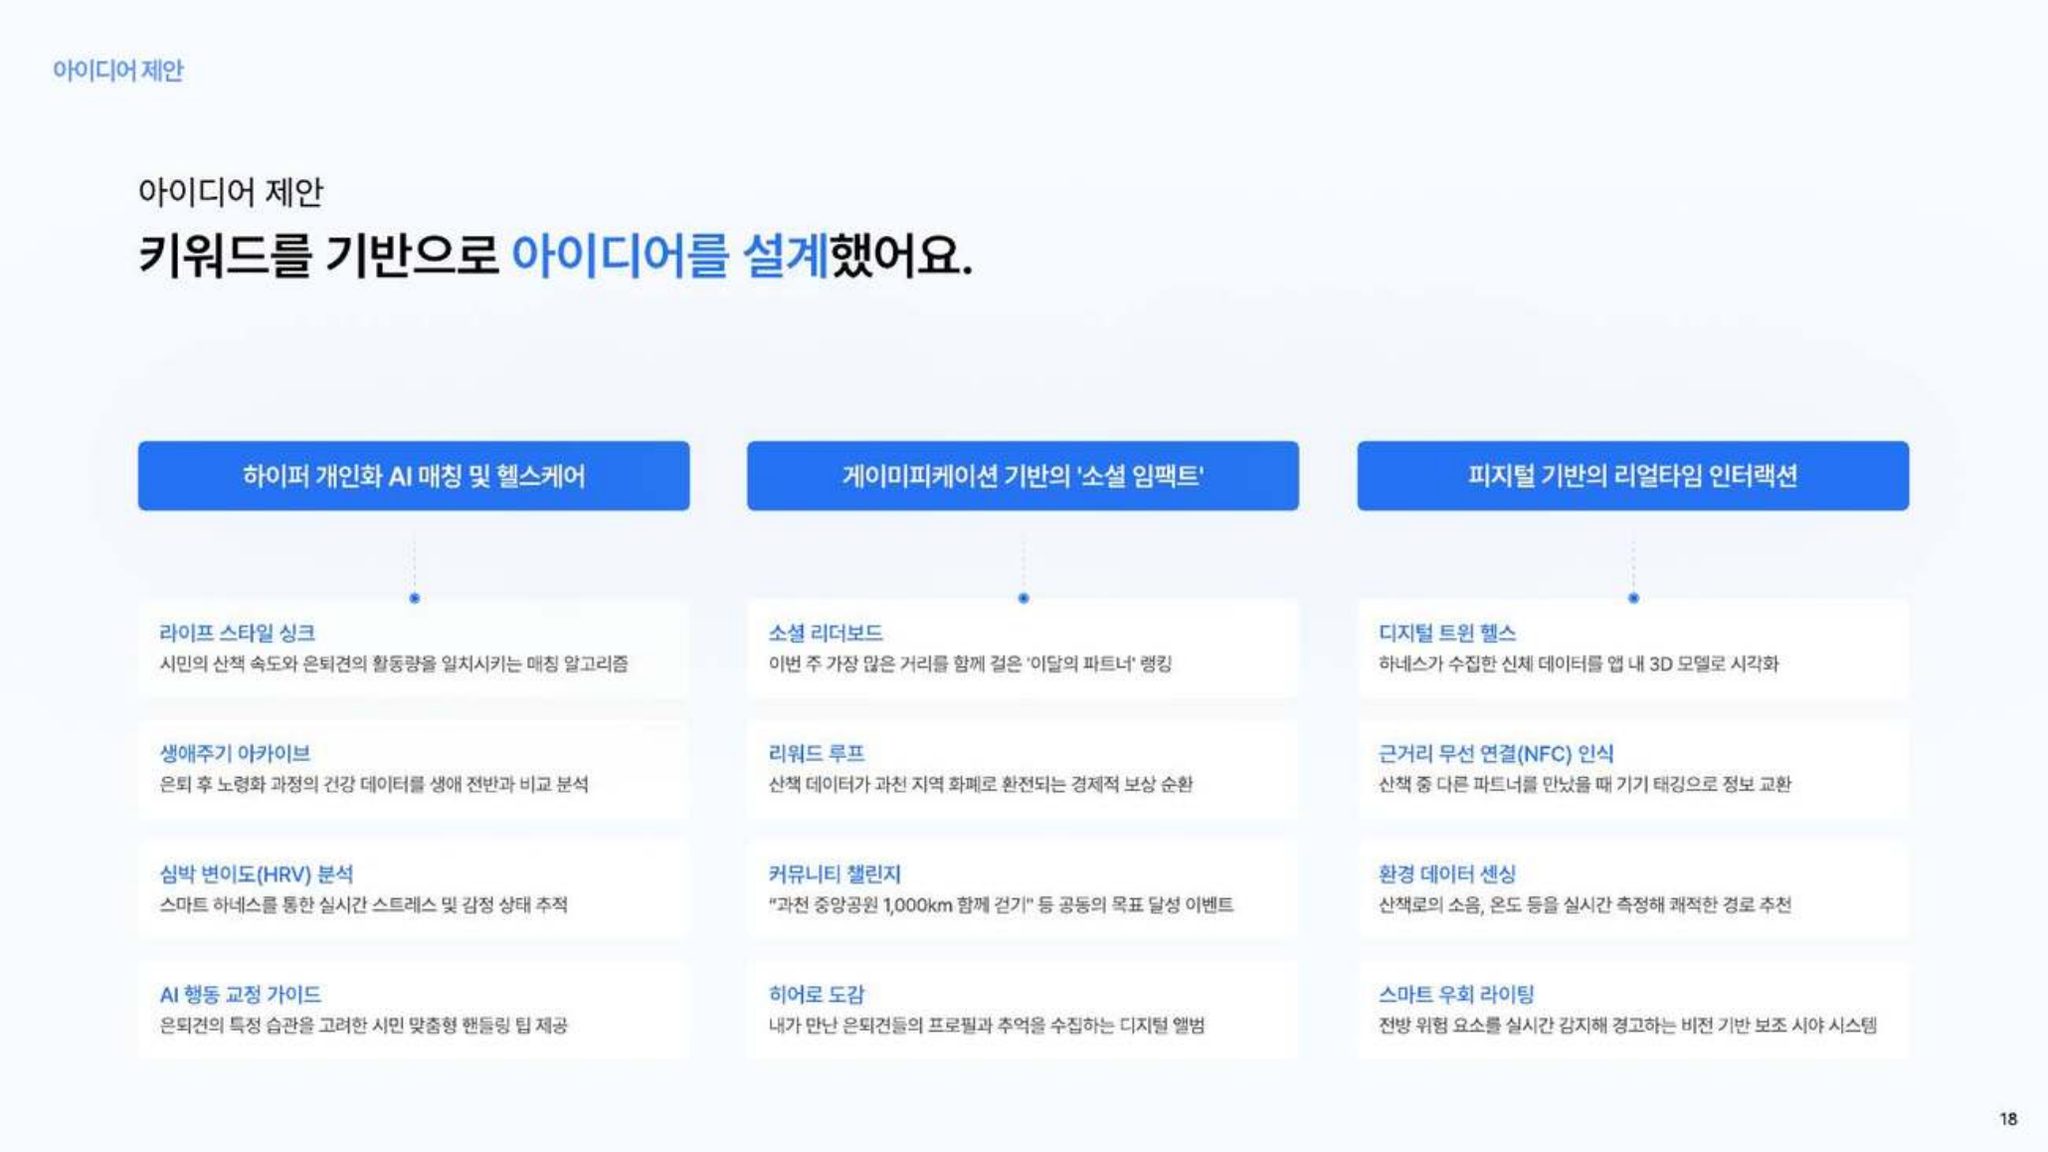 아이디어 제안
아이디어 제안
키워드를 기반으로 아이디어를 설계했어요.
하이퍼 개인화 AI 매칭 및 헬스케어
라이프 스타일 싱크
시민의 산책 속도와 은퇴견의 활동량을 일치시키는 매칭 알고리즘
생애주기 아카이브
은퇴 후 노령화 과정의 건강 데이터를 생애 전반과 비교 분석
심박 변이도(HRV) 분석
스마트 하네스를 통한 실시간 스트레스 및 감정 상태 추적
AI 행동 교정 가이드
은퇴견의 특정 습관을 고려한 시민 맞춤형 핸들링 팁 제공
게이미피케이션 기반의 '소셜 임팩트'
소셜 리더보드
이번 주 가장 많은 거리를 함께 걸은 '이달의 파트너' 랭킹
리워드 루프
산책 데이터가 과천 지역 화폐로 환전되는 경제적 보상 순환
커뮤니티 챌린지
"과천 중앙공원 1,000km 함께 걷기" 등 공동의 목표 달성 이벤트
히어로 도감
내가 만난 은퇴견들의 프로필과 추억을 수집하는 디지털 앨범
피지털 기반의 리얼타임 인터랙션
디지털 트윈 헬스
하네스가 수집한 신체 데이터를 앱 내 3D 모델로 시각화
근거리 무선 연결(NFC) 인식
산책 중 다른 파트너를 만났을 때 기기 태깅으로 정보 교환
환경 데이터 센싱
산책로의 소음, 온도 등을 실시간 측정해 쾌적한 경로 추천
스마트 우회 라이팅
전방 위험 요소를 실시간 감지해 경고하는 비전 기반 보조 시야 시스템
18